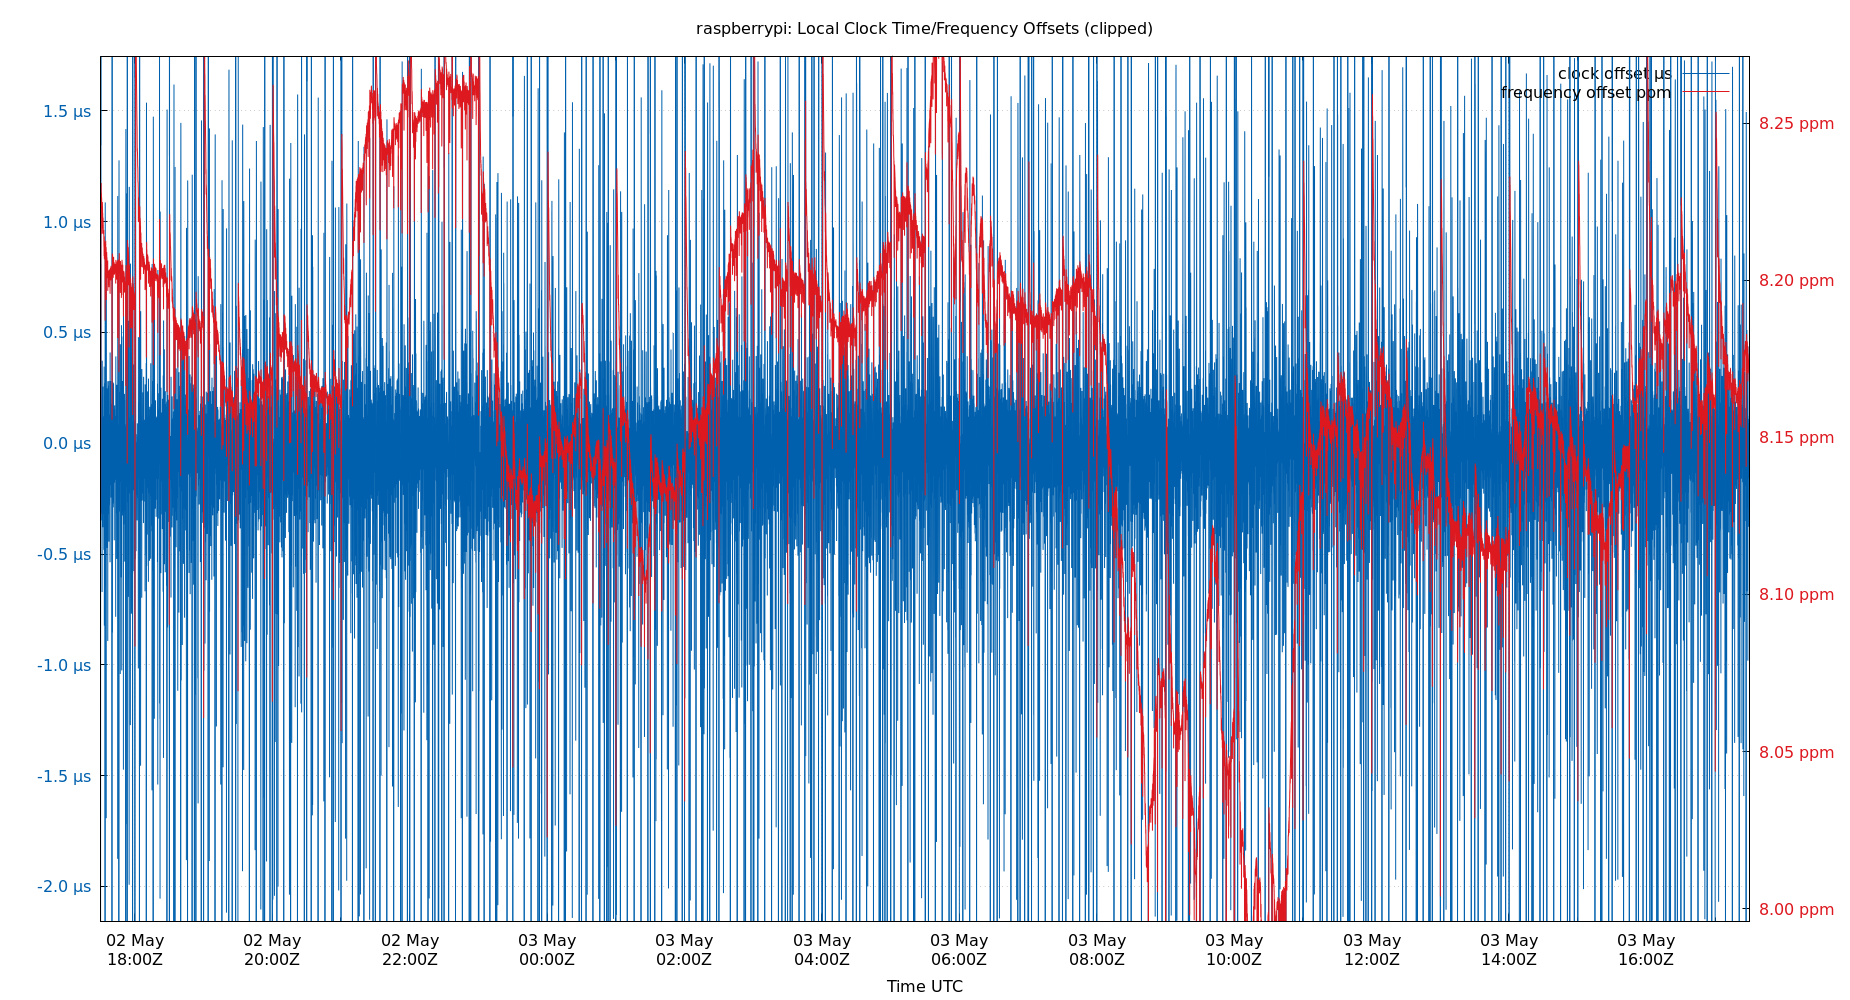 raspberrypi: Local Clock Time/Frequency Offsets (clipped)
clock offset µs
frequency offset ppm
1.5 µs
1.0 µs
0.5 µs
0.0 µs
-0.5 µs
-1.0 µs
-1.5 µs
-2.0 µs
8.25 ppm
8.20 ppm
8.15 ppm
8.10 ppm
8.05 ppm
8.00 ppm
02 May
18:00Z
02 May
20:00Z
02 May
22:00Z
03 May
00:00Z
03 May
02:00Z
03 May
04:00Z
03 May
06:00Z
03 May
08:00Z
03 May
10:00Z
03 May
12:00Z
03 May
14:00Z
03 May
16:00Z
Time UTC